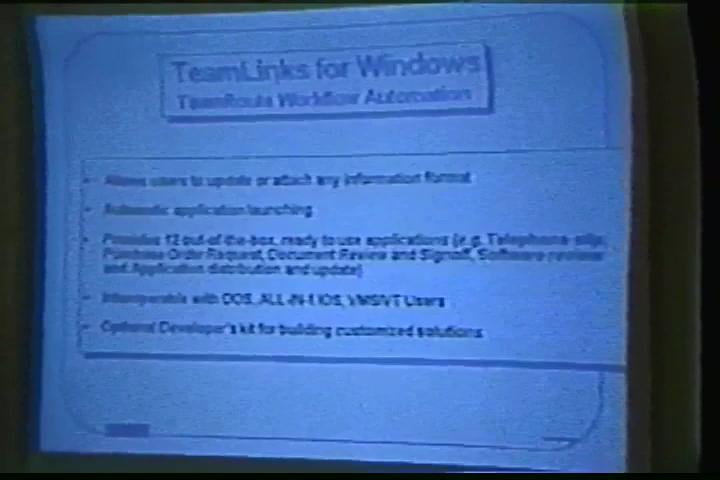 TeamLinks for Windows
TeamRoute Workflow Automation
Allows users to update or attach any information format
Automatic application launching
Provides 12 out-of-the-box, ready to use applications (e.g. Telephone slip,
Purchase Order Request, Document Review and Signoff, Software review
and Application distribution and update)
Interoperable with DOS, ALL-IN-1 IOS, VMS/VT Users
Optional Developer's kit for building customized solutions